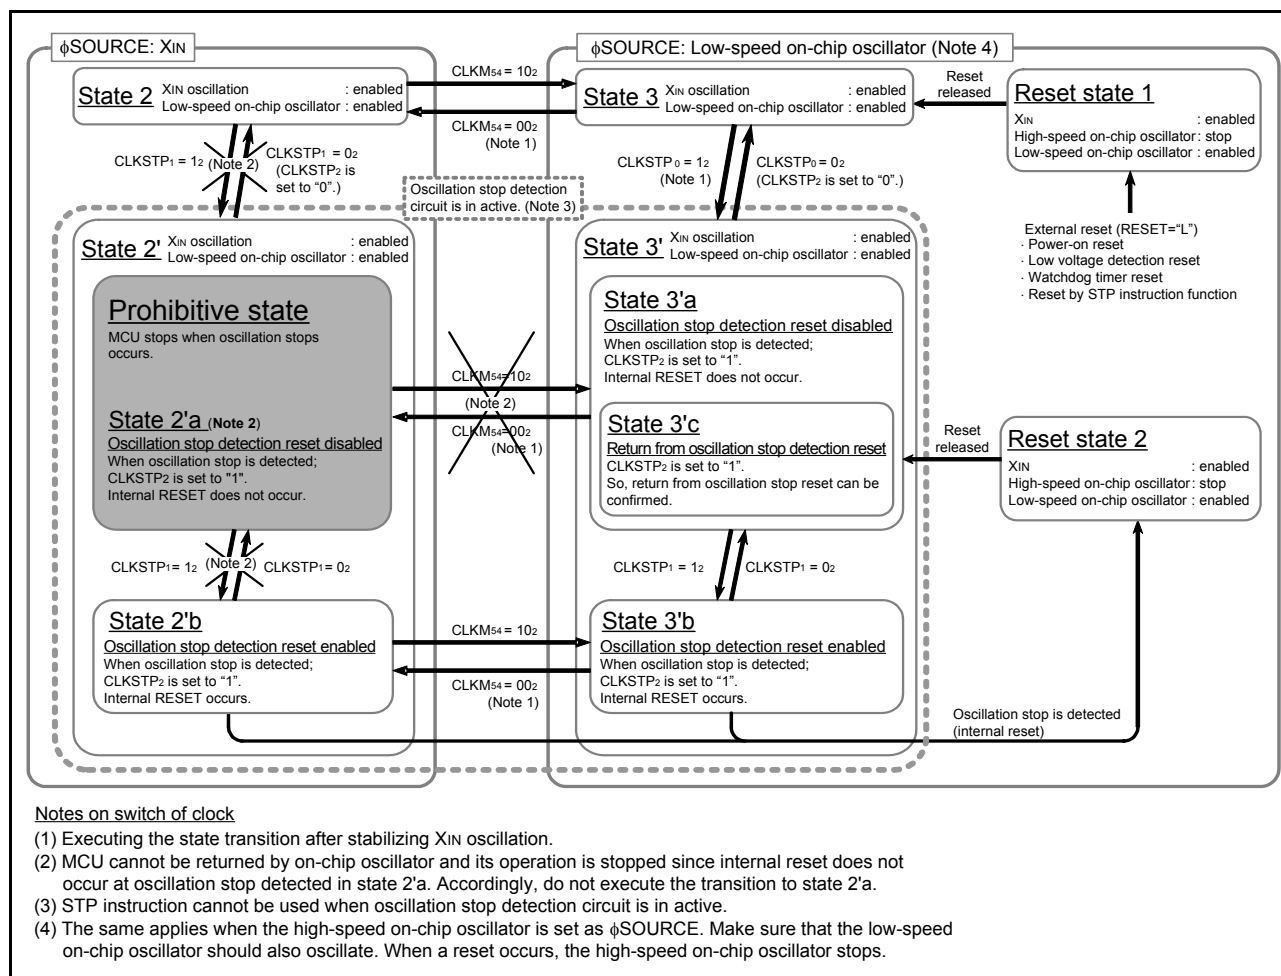 ϕSOURCE: XIN
ϕSOURCE: Low-speed on-chip oscillator (Note 4)
State 2
XIN oscillation : enabled
Low-speed on-chip oscillator : enabled
CLKM54 = 102
CLKM54 = 002
(Note 1)
State 3
XIN oscillation : enabled
Low-speed on-chip oscillator : enabled
Reset
released
Reset state 1
XIN : enabled
High-speed on-chip oscillator : stop
Low-speed on-chip oscillator : enabled
CLKSTP1 = 12
(Note 2)
CLKSTP1 = 02
(CLKSTP2 is
set to “0”.)
CLKSTP0 = 12
(Note 1)
CLKSTP0 = 02
(CLKSTP2 is set to “0”.)
Oscillation stop detection
circuit is in active. (Note 3)
External reset (RESET=“L”)
· Power-on reset
· Low voltage detection reset
· Watchdog timer reset
· Reset by STP instruction function
State 2'
XIN oscillation : enabled
Low-speed on-chip oscillator : enabled
State 3'
XIN oscillation : enabled
Low-speed on-chip oscillator : enabled
Prohibitive state
MCU stops when oscillation stops
occurs.
State 2'a (Note 2)
Oscillation stop detection reset disabled
When oscillation stop is detected;
CLKSTP2 is set to "1".
Internal RESET does not occur.
CLKM54=102
(Note 2)
CLKM54=002
(Note 1)
State 3'a
Oscillation stop detection reset disabled
When oscillation stop is detected;
CLKSTP2 is set to “1”.
Internal RESET does not occur.
State 3'c
Return from oscillation stop detection reset
CLKSTP2 is set to “1”.
So, return from oscillation stop reset can be
confirmed.
Reset
released
Reset state 2
XIN : enabled
High-speed on-chip oscillator : stop
Low-speed on-chip oscillator : enabled
CLKSTP1 = 12
(Note 2)
CLKSTP1 = 02
CLKSTP1 = 12
CLKSTP1 = 02
State 2'b
Oscillation stop detection reset enabled
When oscillation stop is detected;
CLKSTP2 is set to “1”.
Internal RESET occurs.
CLKM54 = 102
CLKM54 = 002
(Note 1)
State 3'b
Oscillation stop detection reset enabled
When oscillation stop is detected;
CLKSTP2 is set to “1”.
Internal RESET occurs.
Oscillation stop is detected
(internal reset)
Notes on switch of clock
(1) Executing the state transition after stabilizing XIN oscillation.
(2) MCU cannot be returned by on-chip oscillator and its operation is stopped since internal reset does not
occur at oscillation stop detected in state 2'a. Accordingly, do not execute the transition to state 2'a.
(3) STP instruction cannot be used when oscillation stop detection circuit is in active.
(4) The same applies when the high-speed on-chip oscillator is set as ϕSOURCE. Make sure that the low-speed
on-chip oscillator should also oscillate. When a reset occurs, the high-speed on-chip oscillator stops.